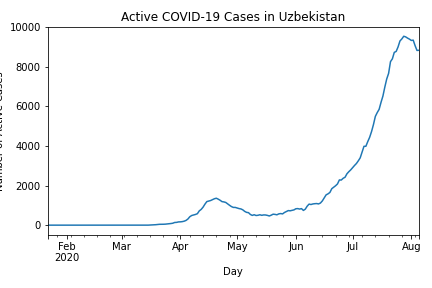 Active COVID-19 Cases in Uzbekistan
10000
8000
6000
4000
2000
0
Number of Active Cases
Feb
2020
Mar
Apr
May
Jun
Jul
Aug
Day